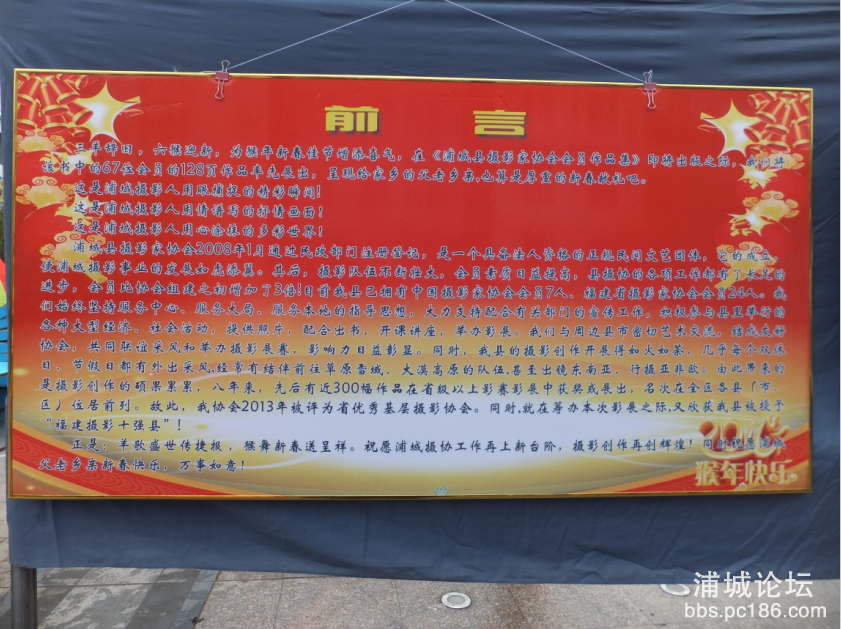 前言
三羊辞旧，六猴迎新，为猴年新春佳节增添喜气，在《浦城县摄影家协会会员作品集》即将出版之际，我们将
该书中的67位会员的128页作品率先展出，呈现给家乡的父老乡亲，也算是厚重的新春献礼吧。
这是浦城摄影人用眼捕捉的精彩瞬间！
这是浦城摄影人用情谱写的抒情画面！
这是浦城摄影人用心涂抹的多彩世界！
浦城县摄影家协会2008年1月通过民政部门注册登记，是一个具备法人资格的正规民间文艺团体，它的成立，
使浦城摄影事业的发展如虎添翼。其后，摄影队伍不断壮大，会员素质日益提高，县摄协的各项工作都有了长足的
进步，会员比协会组建之初增加了3倍！目前我县已拥有中国摄影家协会会员7人、福建省摄影家协会会员24人。我
们始终坚持服务中心、服务大局、服务本地的指导思想，大力支持配合有关部门的宣传工作，积极参与县里举行的
各种大型经济、社会活动，提供照片，配合出书，开课讲座，举办影展。我们与周边县市密切艺术交流，结成友好
协会，共同联谊采风和举办摄影展赛，影响力日益彰显。同时，我县的摄影创作开展得如火如荼，几乎每个双休
日、节假日都有外出采风，经常有结伴前往草原雪域、大漠高原的队伍，甚至出镜东南亚、行摄亚非欧。由此带来的
是摄影创作的硕果累累，八年来，先后有近300幅作品在省级以上影赛影展中获奖或展出，名次在全区各县（市、
区）位居前列。故此，我协会2013年被评为省优秀基层摄影协会。同时，就在筹办本次影展之际，又欣获我县被授予
“福建摄影十强县”！
正是：羊歌盛世传捷报，猴舞新春送呈祥。祝愿浦城摄协工作再上新台阶，摄影创作再创辉煌！同时祝愿浦城
父老乡亲新春快乐，万事如意！
猴年快乐
浦城论坛
bbs.pc186.com